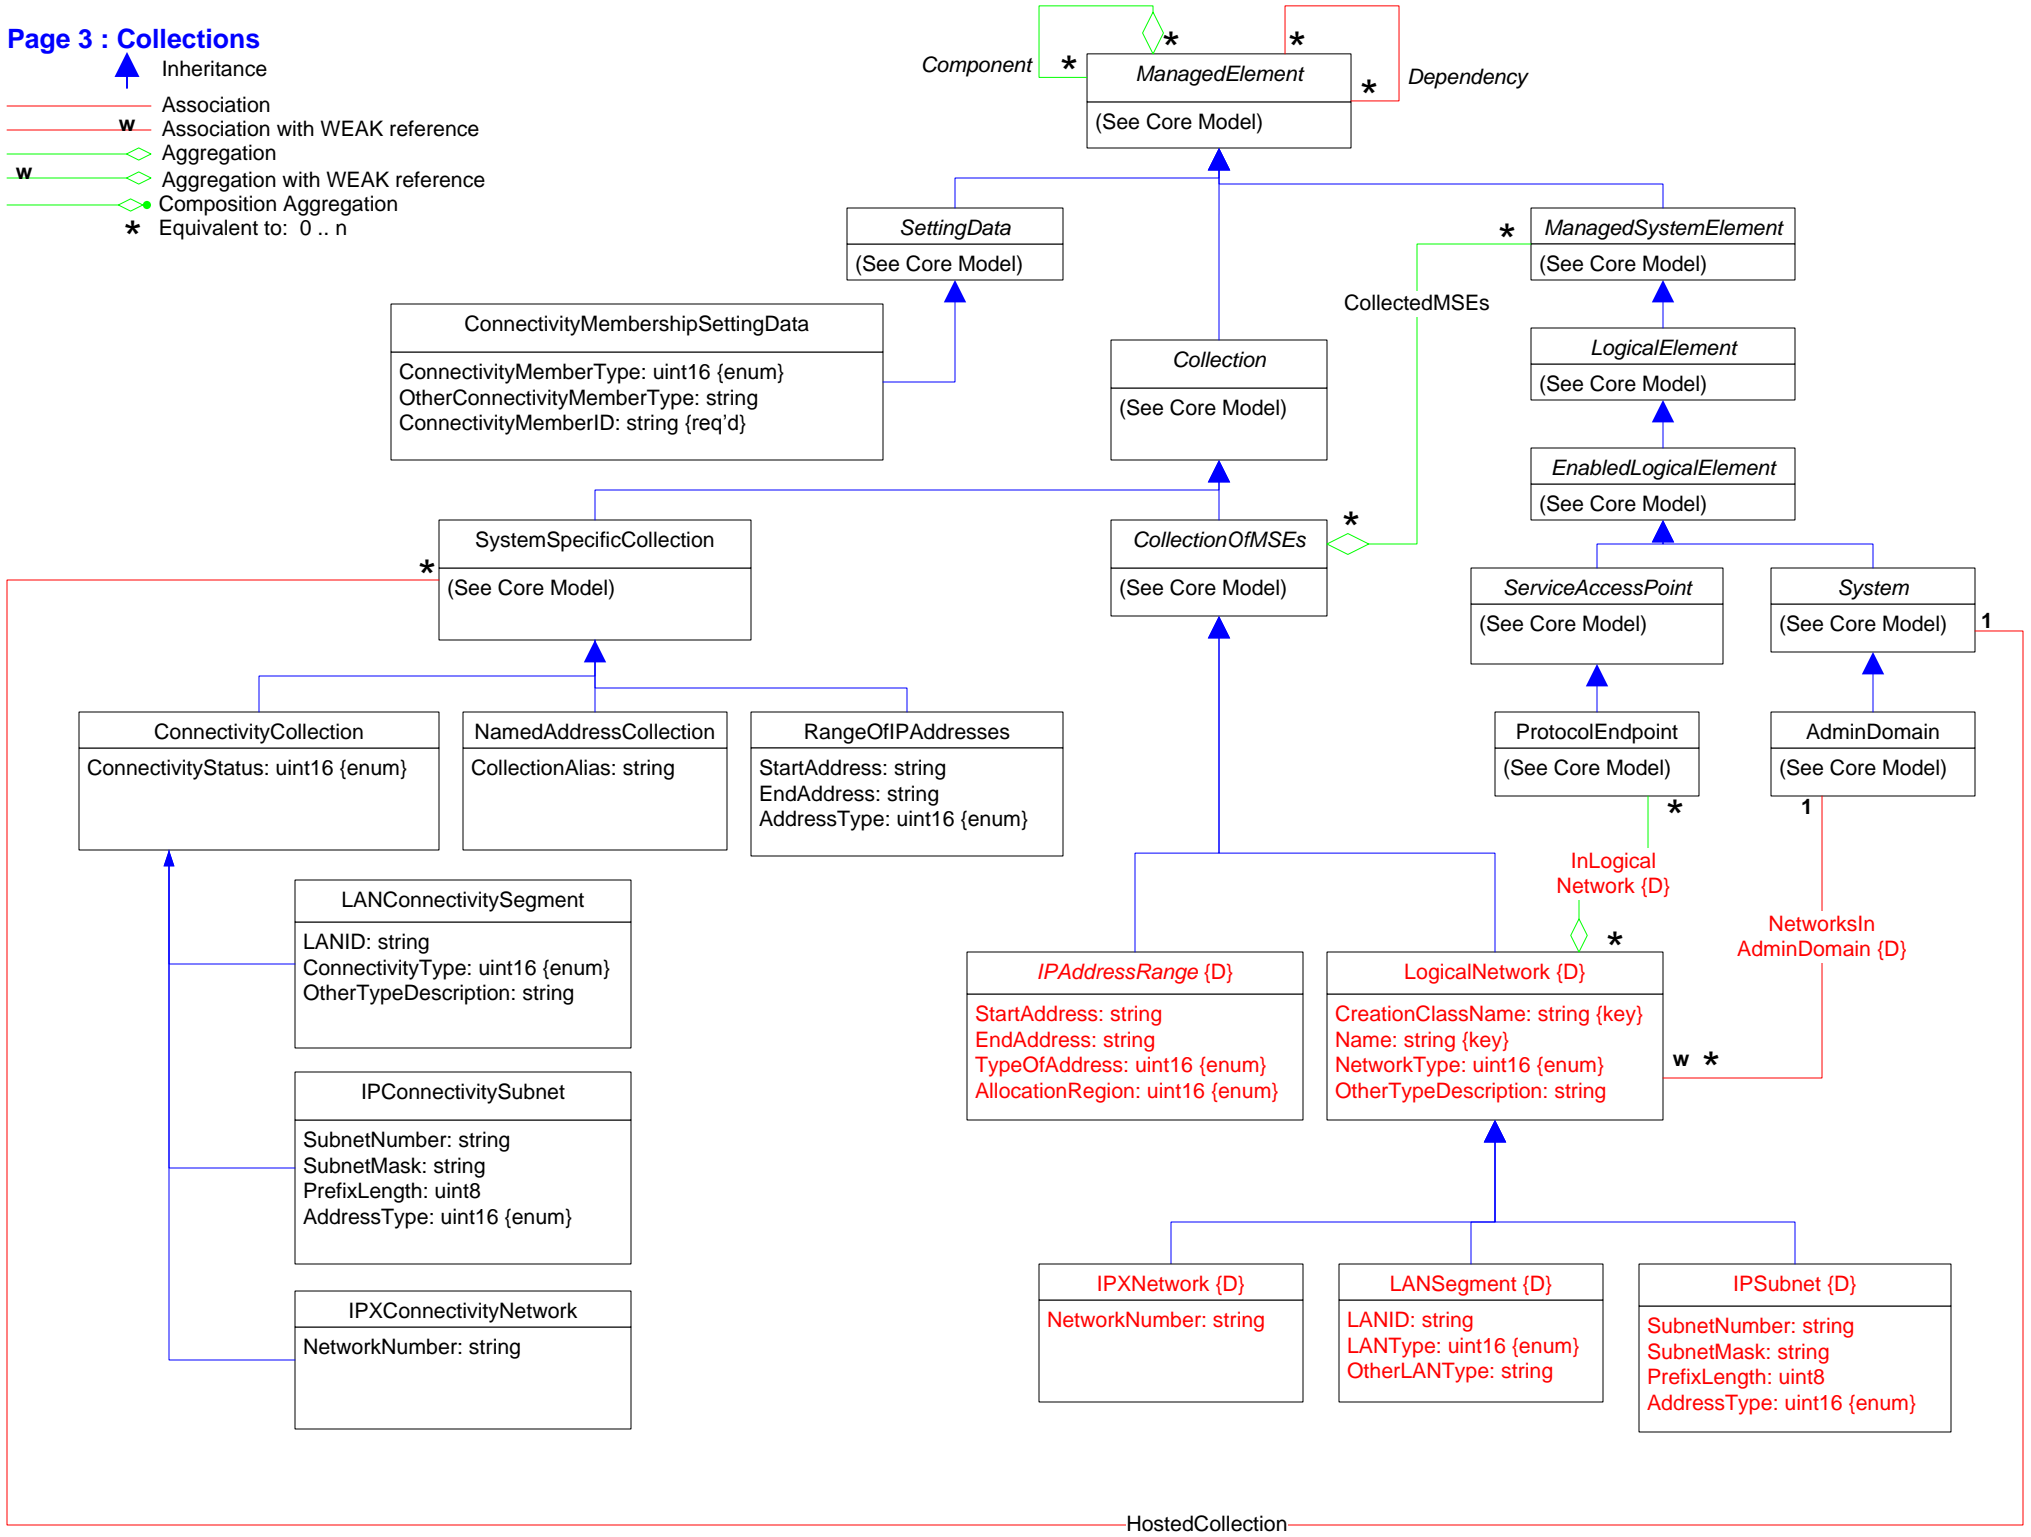 Page 3 : Collections
Inheritance
Association
w
Association with WEAK reference
Aggregation
w
Aggregation with WEAK reference
Composition Aggregation
* Equivalent to:  0 .. n
Component
*
*
ManagedElement
(See Core Model)
*
*
Dependency
SettingData
(See Core Model)
*
ManagedSystemElement
(See Core Model)
CollectedMSEs
ConnectivityMembershipSettingData
ConnectivityMemberType: uint16 {enum}
OtherConnectivityMemberType: string
ConnectivityMemberID: string {req’d}
Collection
(See Core Model)
LogicalElement
(See Core Model)
EnabledLogicalElement
(See Core Model)
*
SystemSpecificCollection
(See Core Model)
CollectionOfMSEs
(See Core Model)
*
ServiceAccessPoint
(See Core Model)
System
(See Core Model)
1
ConnectivityCollection
ConnectivityStatus: uint16 {enum}
NamedAddressCollection
CollectionAlias: string
RangeOfIPAddresses
StartAddress: string
EndAddress: string
AddressType: uint16 {enum}
ProtocolEndpoint
(See Core Model)
*
AdminDomain
(See Core Model)
1
InLogical
Network {D}
*
NetworksIn
AdminDomain {D}
LANConnectivitySegment
LANID: string
ConnectivityType: uint16 {enum}
OtherTypeDescription: string
IPAddressRange {D}
StartAddress: string
EndAddress: string
TypeOfAddress: uint16 {enum}
AllocationRegion: uint16 {enum}
LogicalNetwork {D}
CreationClassName: string {key}
Name: string {key}
NetworkType: uint16 {enum}
OtherTypeDescription: string
w *
IPConnectivitySubnet
SubnetNumber: string
SubnetMask: string
PrefixLength: uint8
AddressType: uint16 {enum}
IPXConnectivityNetwork
NetworkNumber: string
IPXNetwork {D}
NetworkNumber: string
LANSegment {D}
LANID: string
LANType: uint16 {enum}
OtherLANType: string
IPSubnet {D}
SubnetNumber: string
SubnetMask: string
PrefixLength: uint8
AddressType: uint16 {enum}
HostedCollection